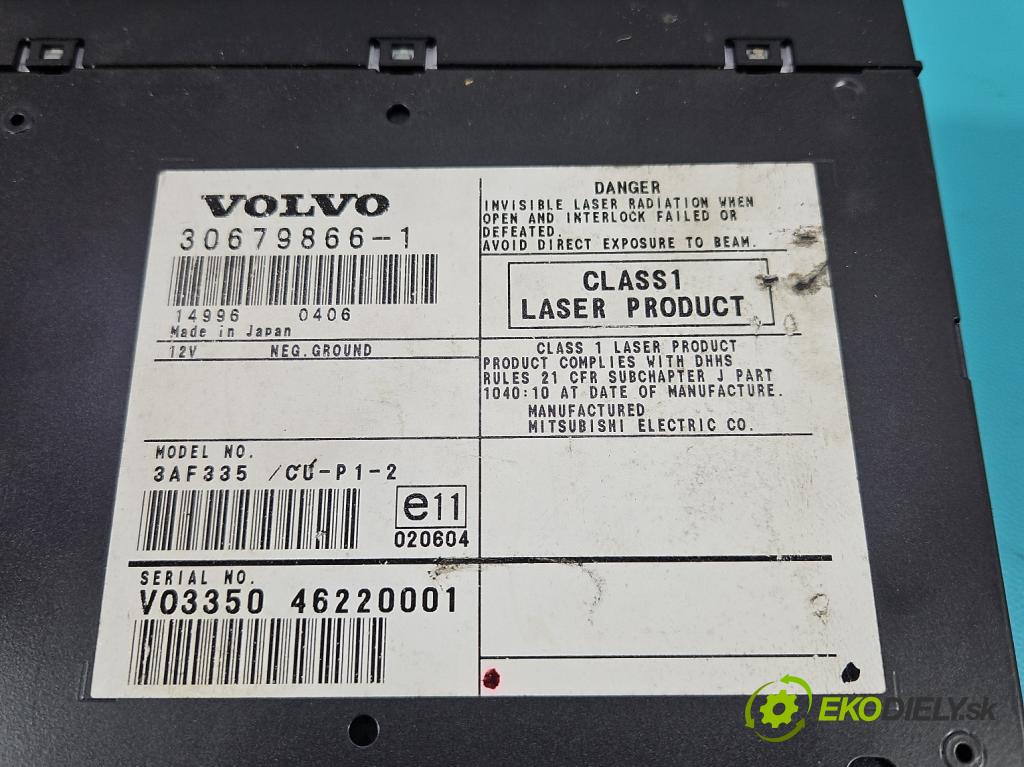 VOLVO
30679866-1
14996 0406
Made in Japan
12V NEG.GROUND
MODEL NO.
3AF335 /CU-P1-2
e11
020604
SERIAL NO.
V03350 46220001
DANGER
INVISIBLE LASER RADIATION WHEN
OPEN AND INTERLOCK FAILED OR
DEFEATED.
AVOID DIRECT EXPOSURE TO BEAM.
CLASS1
LASER PRODUCT
CLASS 1 LASER PRODUCT
PRODUCT COMPLIES WITH DHHS
RULES 21 CFR SUBCHAPTER J PART
1040:10 AT DATE OF MANUFACTURE.
MANUFACTURED
MITSUBISHI ELECTRIC CO.
EKODIELY.sk